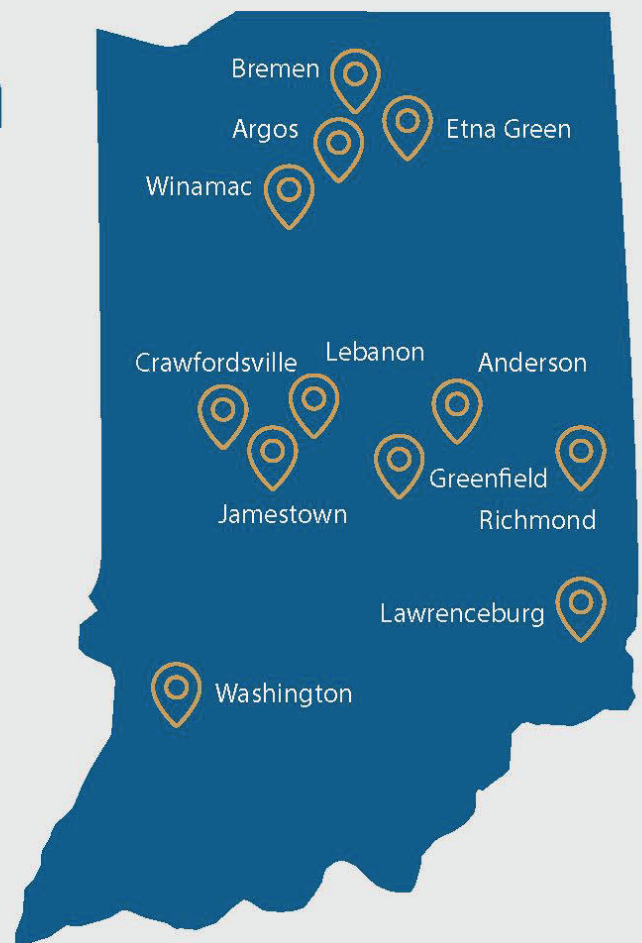 Bremen
Argos
Etna Green
Winamac
Crawfordsville
Lebanon
Anderson
Jamestown
Greenfield
Richmond
Lawrenceburg
Washington